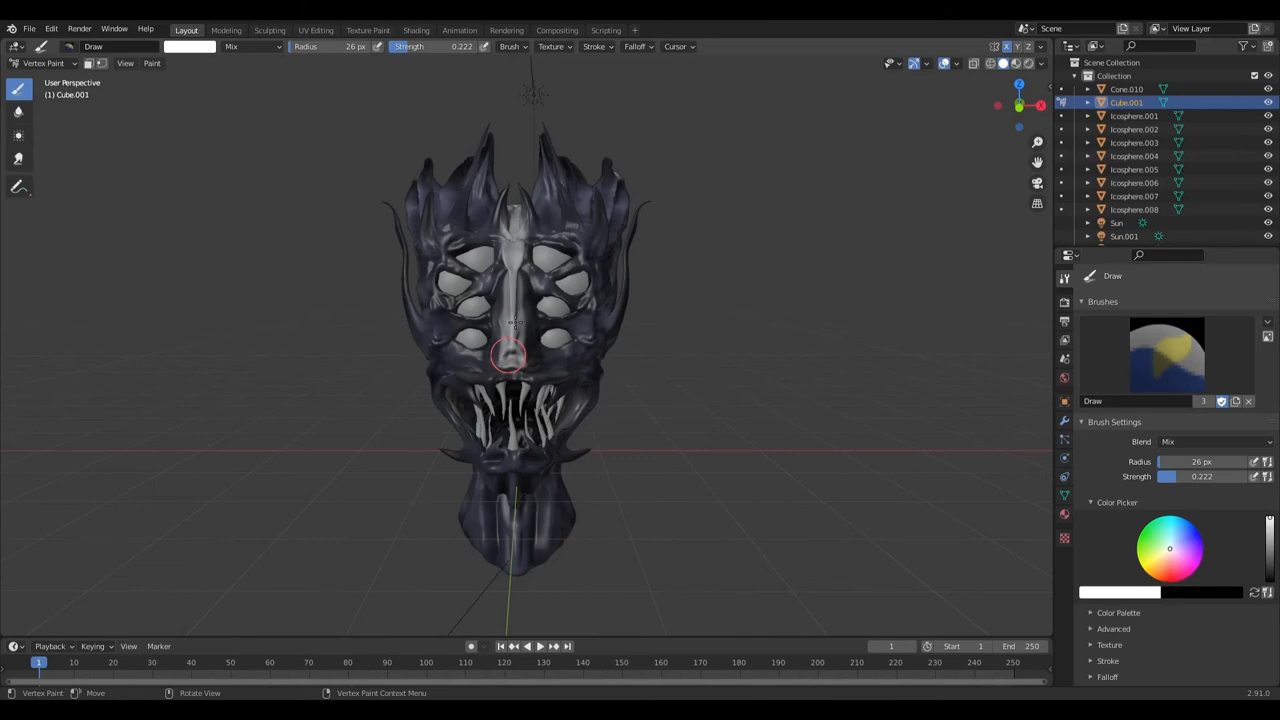 File Edit Render Window Help Layout Modeling Sculpting UV Editing Texture Paint Shading Animation Rendering Compositing Scripting + Scene View Layer
Draw Mix Radius 26 px Strength 0.222 Brush Texture Stroke Falloff Cursor X Y Z
Vertex Paint View Paint
User Perspective
(1) Cube.001
Z
X
Scene Collection
Collection
Cone.010
Cube.001
Icosphere.001
Icosphere.002
Icosphere.003
Icosphere.004
Icosphere.005
Icosphere.006
Icosphere.007
Icosphere.008
Sun
Sun.001
Draw
Brushes
Draw 3
Brush Settings
Blend Mix
Radius 26 px
Strength 0.222
Color Picker
Color Palette
Advanced
Texture
Stroke
Falloff
Playback Keying View Marker 1 Start 1 End 250
1 10 20 30 40 50 60 70 80 90 100 110 120 130 140 150 160 170 180 190 200 210 220 230 240 250
Vertex Paint Move Rotate View Vertex Paint Context Menu 2.91.0